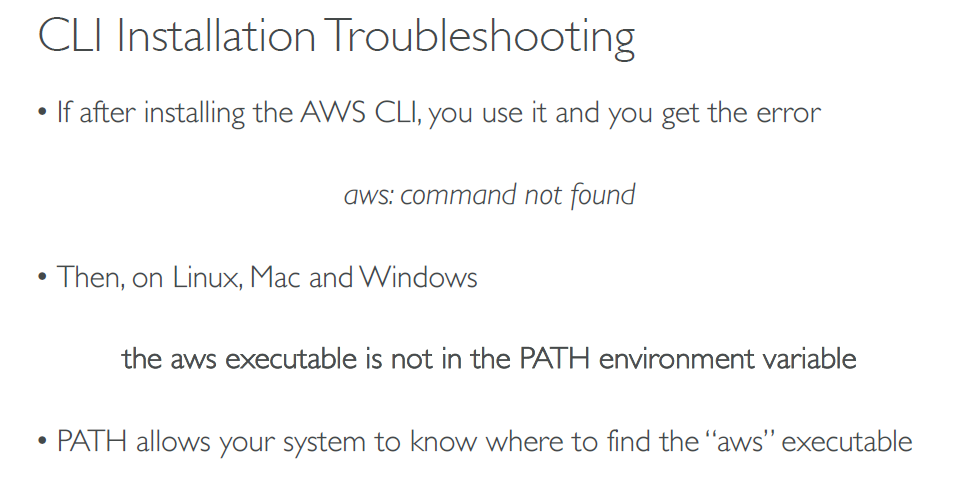 CLI Installation Troubleshooting
• If after installing the AWS CLI, you use it and you get the error
aws: command not found
• Then, on Linux, Mac and Windows
the aws executable is not in the PATH environment variable
• PATH allows your system to know where to find the “aws” executable